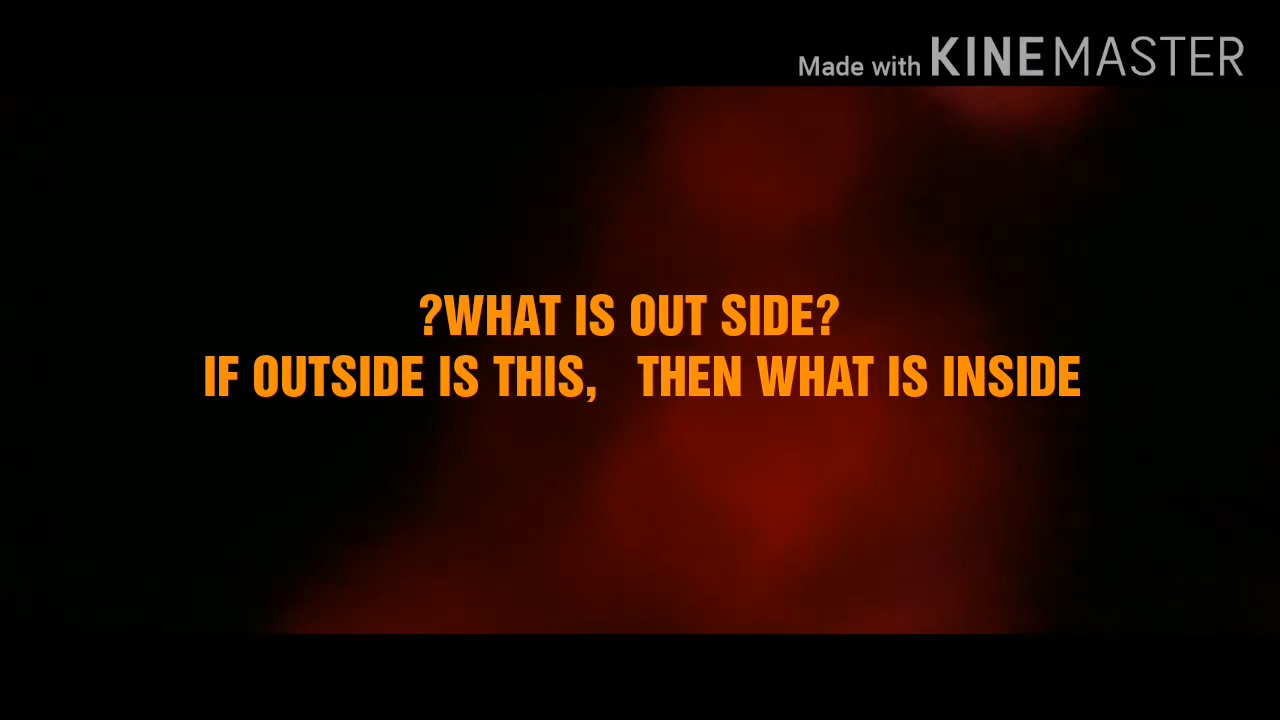 Made with KINEMASTER
?WHAT IS OUT SIDE?
IF OUTSIDE IS THIS, THEN WHAT IS INSIDE